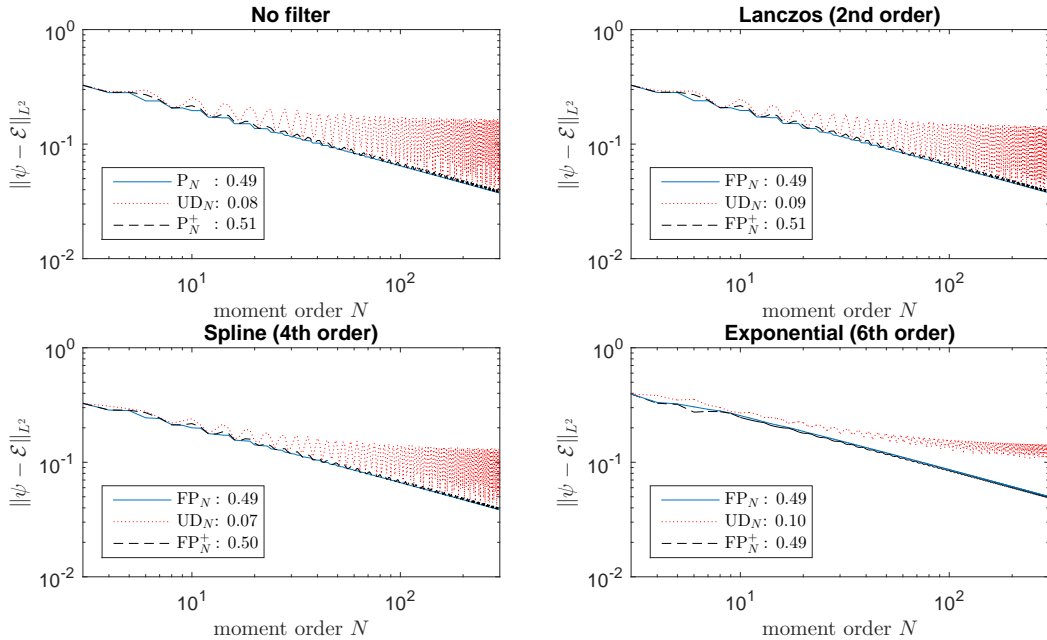 No filter
10^0
10^-1
10^-2
‖ψ − ℰ‖_{L^2}
P_N : 0.49
UD_N: 0.08
P_N^+ : 0.51
10^1
10^2
moment order N
Lanczos (2nd order)
10^0
10^-1
10^-2
‖ψ − ℰ‖_{L^2}
FP_N: 0.49
UD_N: 0.09
FP_N^+: 0.51
10^1
10^2
moment order N
Spline (4th order)
10^0
10^-1
10^-2
‖ψ − ℰ‖_{L^2}
FP_N: 0.49
UD_N: 0.07
FP_N^+: 0.50
10^1
10^2
moment order N
Exponential (6th order)
10^0
10^-1
10^-2
‖ψ − ℰ‖_{L^2}
FP_N: 0.49
UD_N: 0.10
FP_N^+: 0.49
10^1
10^2
moment order N